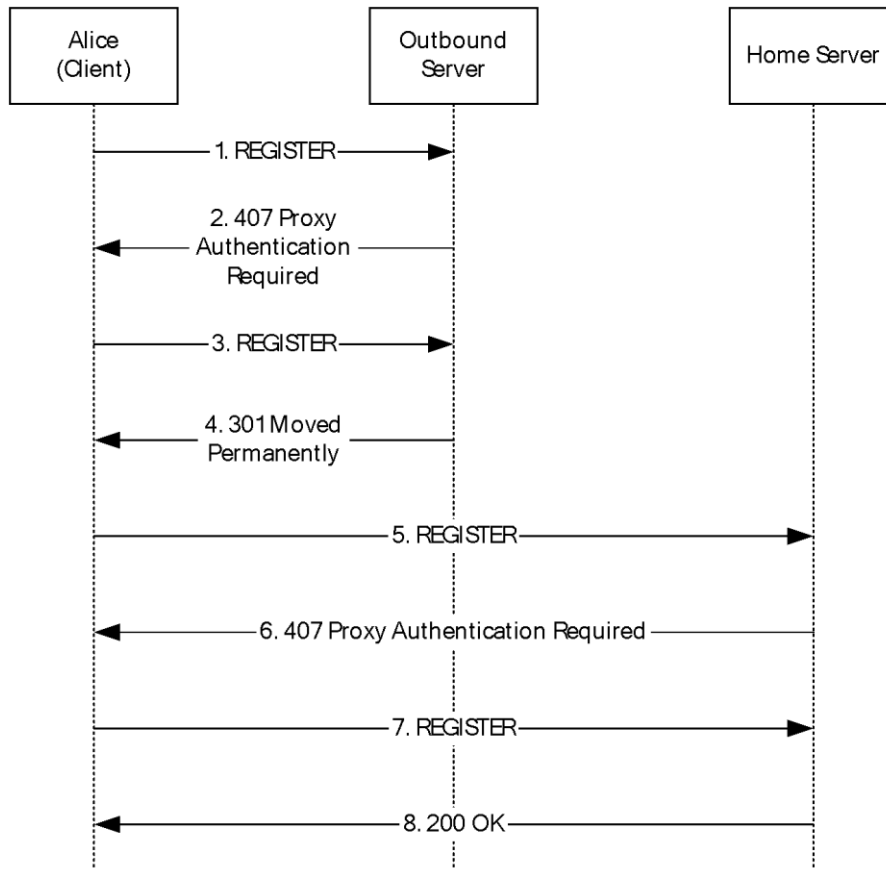 Alice
(Client)
Outbound
Server
Home Server
1. REGISTER
2. 407 Proxy
Authentication
Required
3. REGISTER
4. 301 Moved
Permanently
5. REGISTER
6. 407 Proxy Authentication Required
7. REGISTER
8. 200 OK